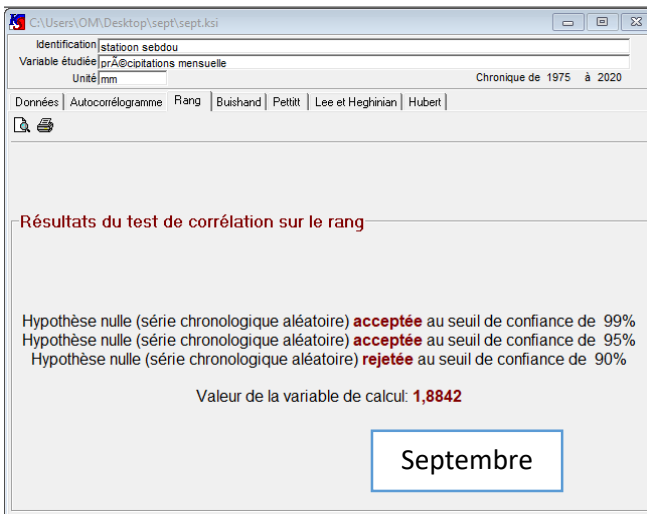 C:\Users\OM\Desktop\sept\sept.ksi
Identification statioon sebdou
Variable étudiée prÃ©cipitations mensuelle
Unité mm Chronique de 1975 à 2020
Données Autocorrélogramme Rang Buishand Pettitt Lee et Heghinian Hubert
Résultats du test de corrélation sur le rang
Hypothèse nulle (série chronologique aléatoire) acceptée au seuil de confiance de 99%
Hypothèse nulle (série chronologique aléatoire) acceptée au seuil de confiance de 95%
Hypothèse nulle (série chronologique aléatoire) rejetée au seuil de confiance de 90%
Valeur de la variable de calcul: 1,8842
Septembre